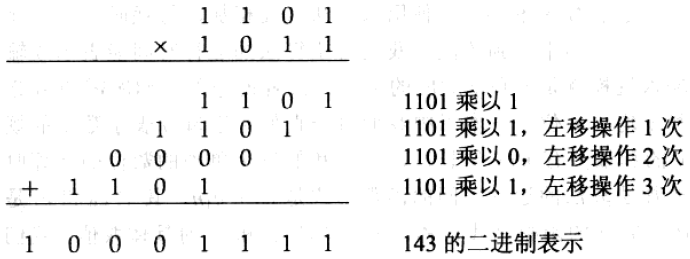 1 1 0 1
× 1 0 1 1
1 1 0 1 1101 乘以 1
1 1 0 1 1101 乘以 1，左移操作 1 次
0 0 0 0 1101 乘以 0，左移操作 2 次
+ 1 1 0 1 1101 乘以 1，左移操作 3 次
1 0 0 0 1 1 1 1 143 的二进制表示